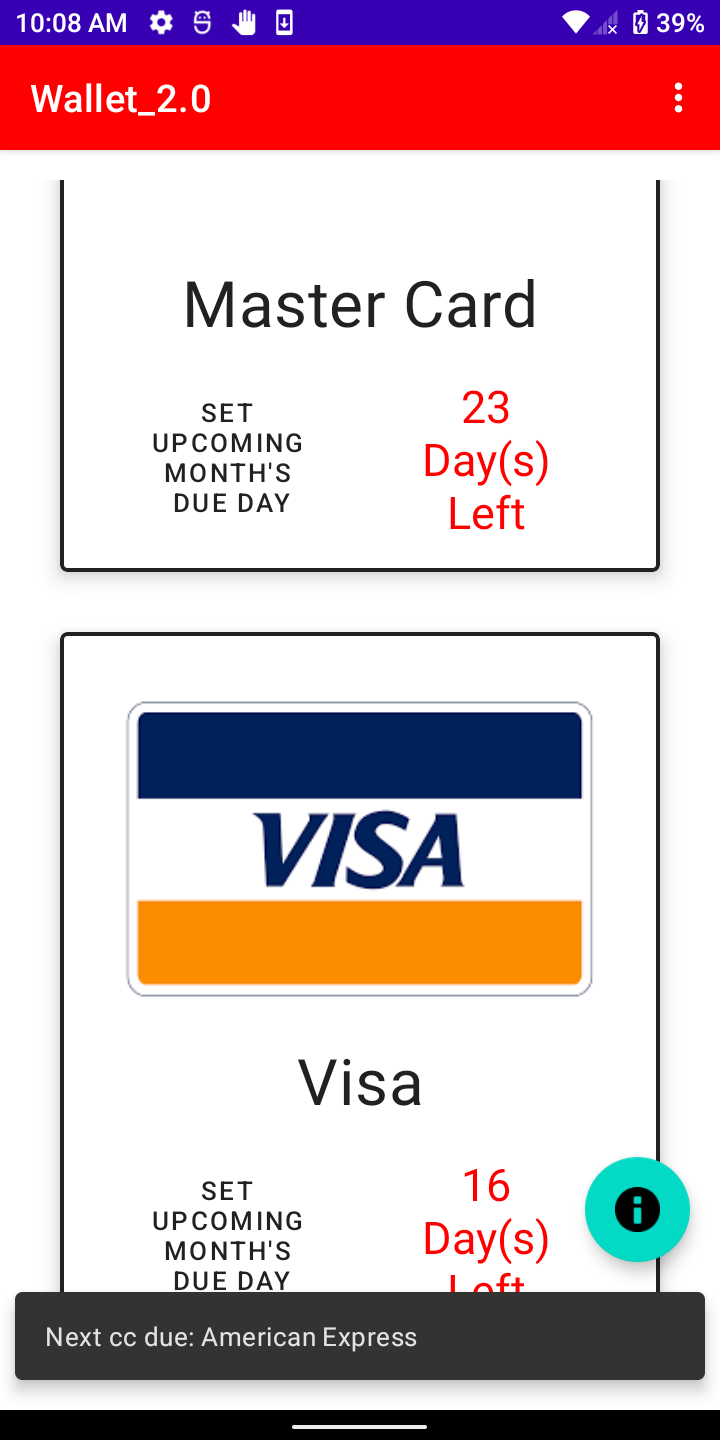 10:08 AM 39%
Wallet_2.0
Master Card
SET
UPCOMING
MONTH'S
DUE DAY
23
Day(s)
Left
VISA
Visa
SET
UPCOMING
MONTH'S
DUE DAY
16
Day(s)
Left
Next cc due: American Express